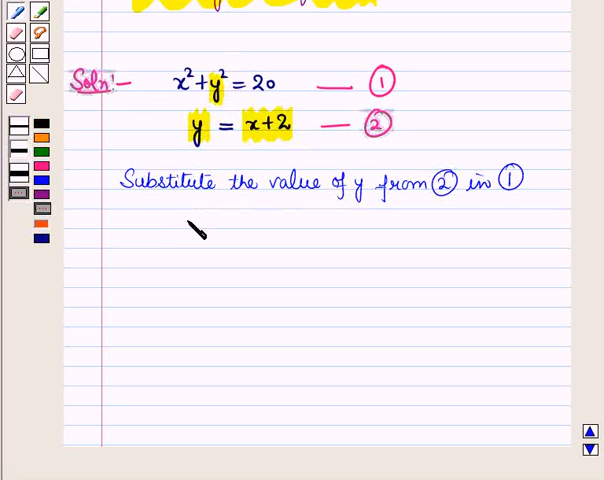 Soln:- x² + y² = 20 —— ①
y = x+2 —— ②
Substitute the value of y from ② in ①